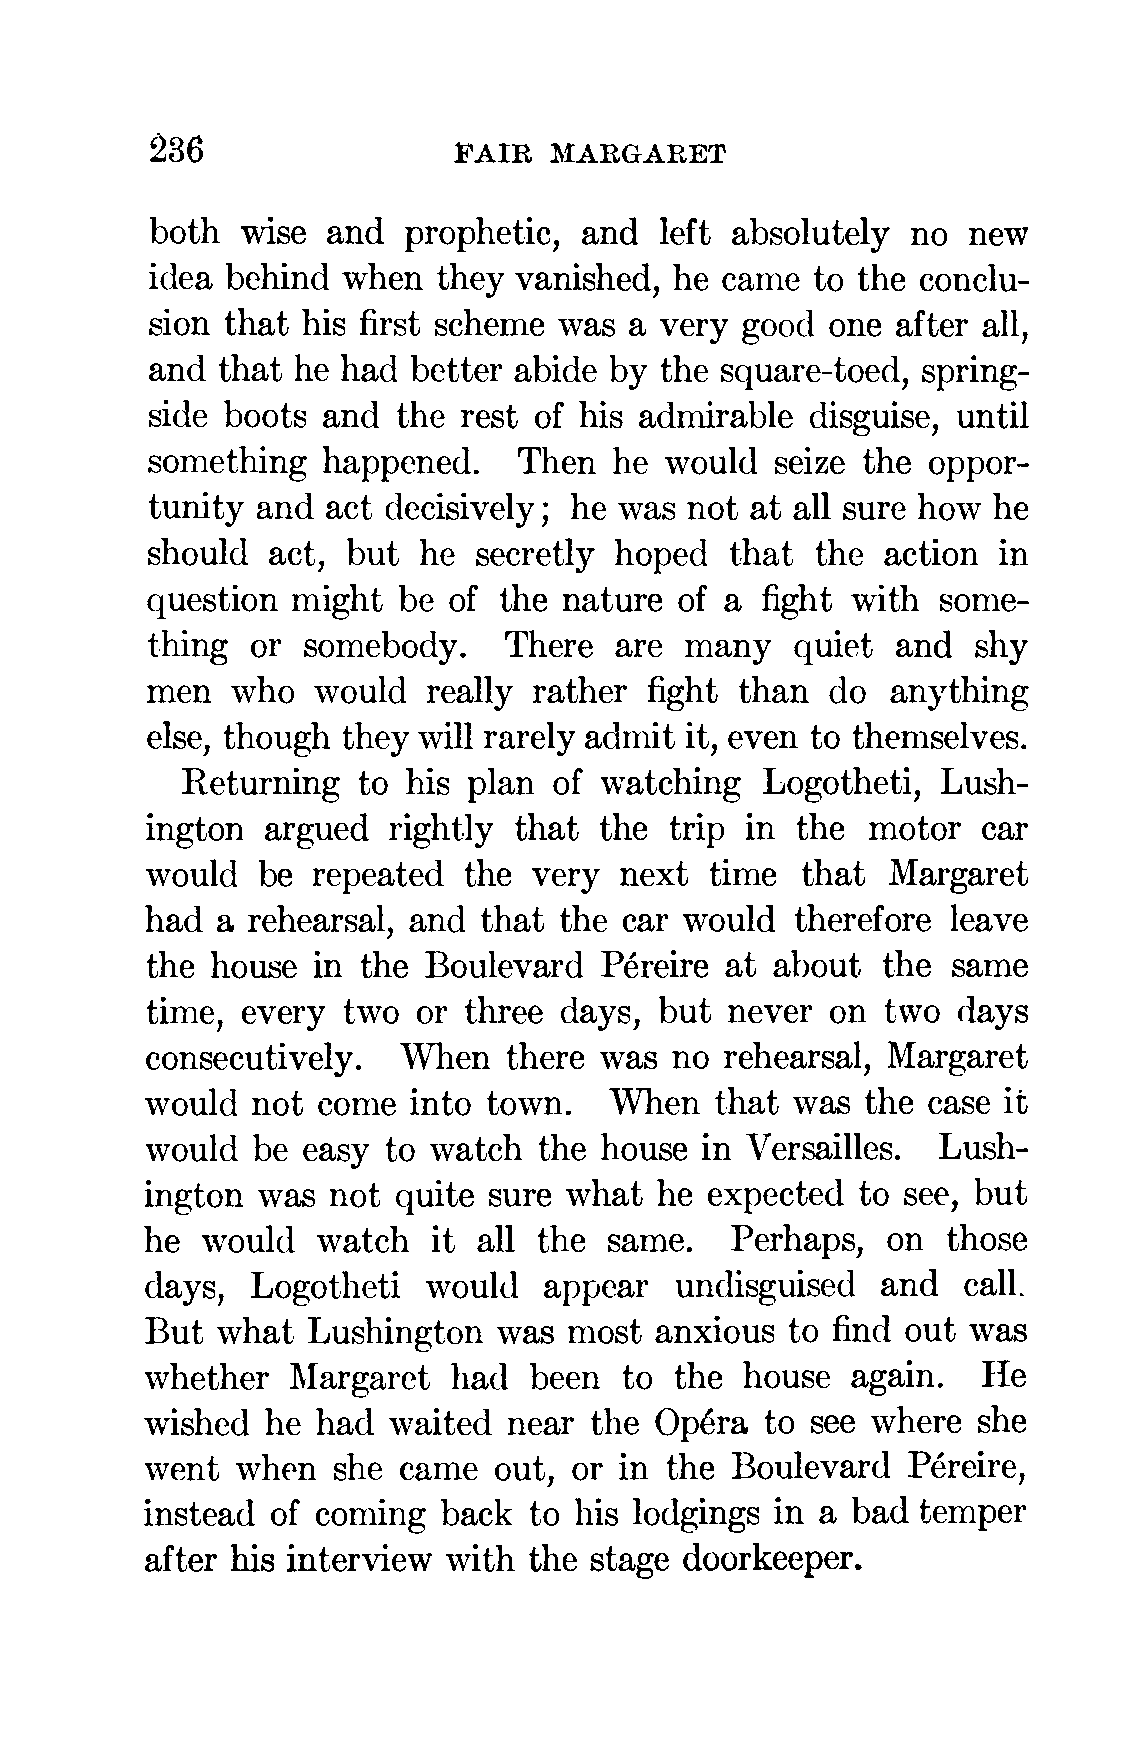 236 FAIR MARGARET
both wise and prophetic, and left absolutely no new
idea behind when they vanished, he came to the conclu-
sion that his first scheme was a very good one after all,
and that he had better abide by the square-toed, spring-
side boots and the rest of his admirable disguise, until
something happened. Then he would seize the oppor-
tunity and act decisively; he was not at all sure how he
should act, but he secretly hoped that the action in
question might be of the nature of a fight with some-
thing or somebody. There are many quiet and shy
men who would really rather fight than do anything
else, though they will rarely admit it, even to themselves.
Returning to his plan of watching Logotheti, Lush-
ington argued rightly that the trip in the motor car
would be repeated the very next time that Margaret
had a rehearsal, and that the car would therefore leave
the house in the Boulevard Péreire at about the same
time, every two or three days, but never on two days
consecutively. When there was no rehearsal, Margaret
would not come into town. When that was the case it
would be easy to watch the house in Versailles. Lush-
ington was not quite sure what he expected to see, but
he would watch it all the same. Perhaps, on those
days, Logotheti would appear undisguised and call.
But what Lushington was most anxious to find out was
whether Margaret had been to the house again. He
wished he had waited near the Opéra to see where she
went when she came out, or in the Boulevard Péreire,
instead of coming back to his lodgings in a bad temper
after his interview with the stage doorkeeper.